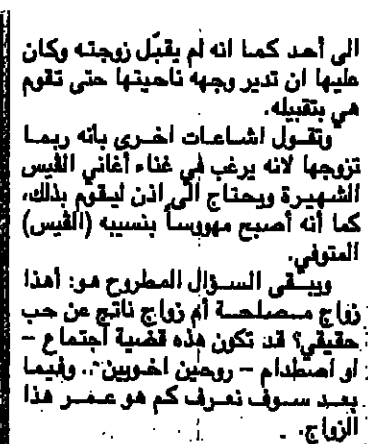 الى أحد كما انه لم يقبّل زوجته وكان
عليها ان تدير وجهه ناحيتها حتى تقوم
هي بتقبيله.
وتقول اشاعات اخرى بأنه ربما
تزوجها لانه يرغب في غناء أغاني الفيس
الشهيرة ويحتاج الى اذن ليقوم بذلك،
كما أنه أصبح مهووساً بنسيبه (الفيس)
المتوفي.
ويبقى السؤال المطروح هو: أهذا
زواج مصلحة أم زواج ناتج عن حب
حقيقي؟ قد تكون هذه قضية اجتماع –
او اصطدام – روحين اخويين.. وفيما
بعد سوف نعرف كم هو عمر هذا
الزواج.